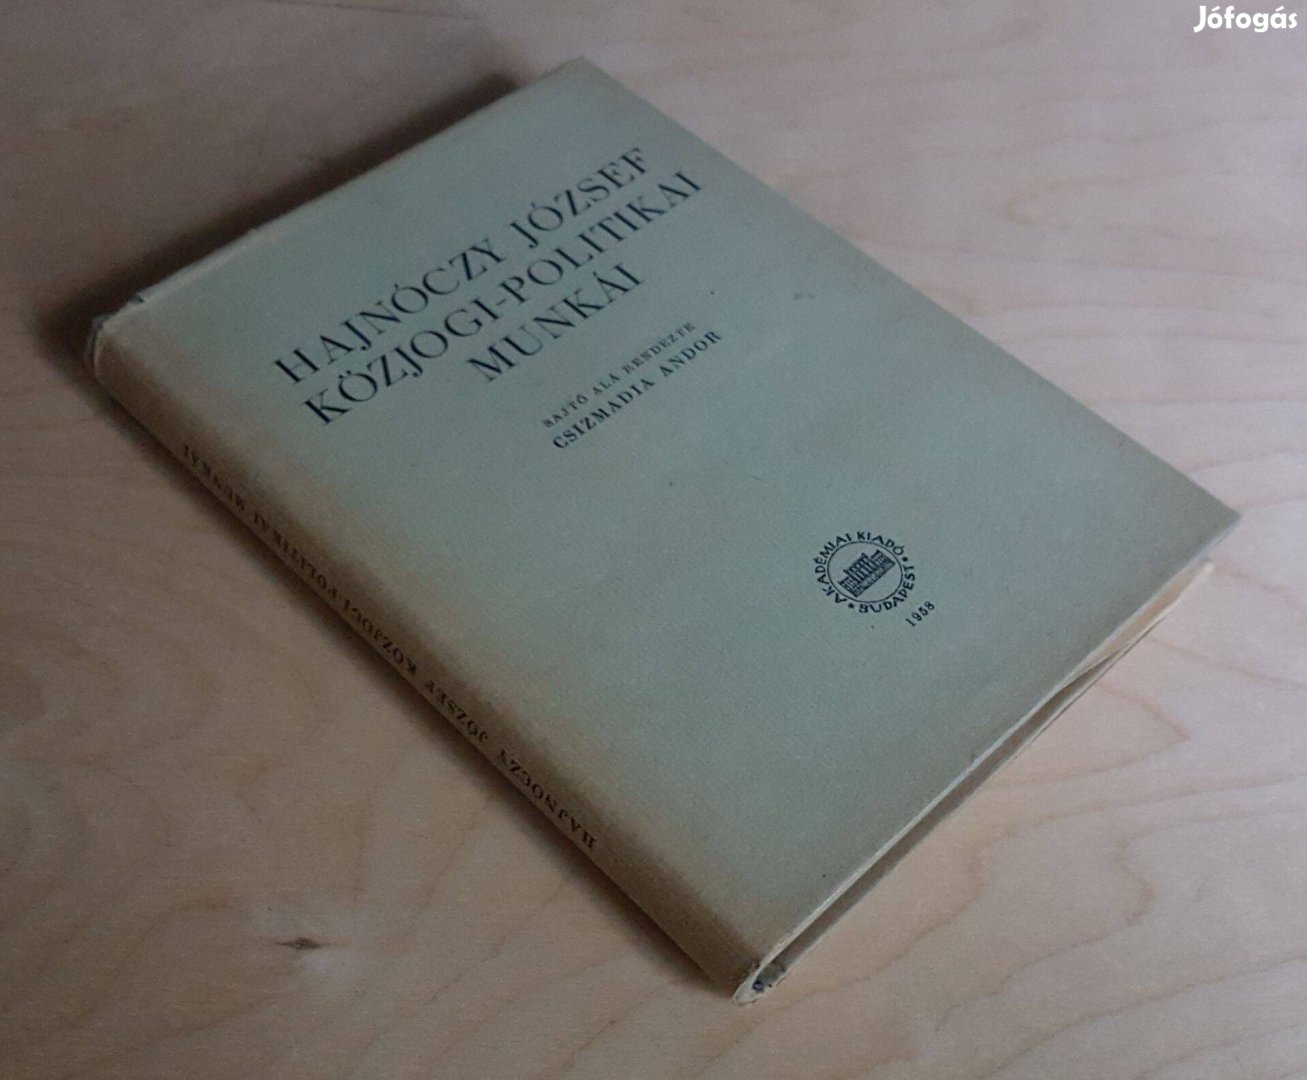 Jófogás
HAJNÓCZY JÓZSEF
KÖZJOGI-POLITIKAI
MUNKÁI
SAJTÓ ALÁ RENDEZTE
CSIZMADIA ANDOR
AKADÉMIAI KIADÓ
* BUDAPEST *
1958
HAJNÓCZY JÓZSEF KÖZJOGI-POLITIKAI MUNKÁI